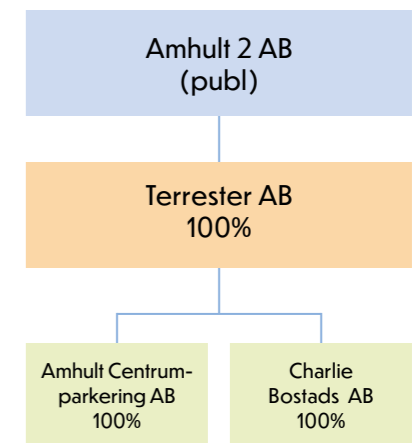 Amhult 2 AB
(publ)
Terrester AB
100%
Amhult Centrum-
parkering AB
100%
Charlie
Bostads AB
100%